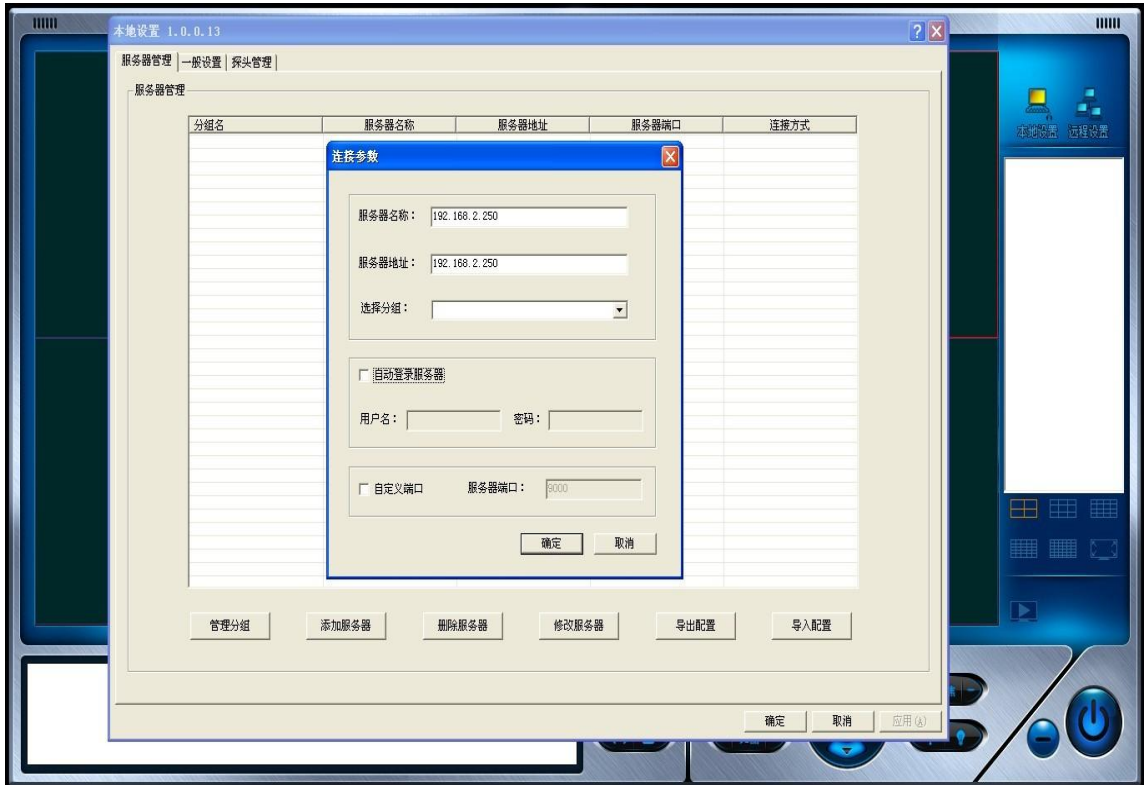 本地设置 1.0.0.13
服务器管理 一般设置 探头管理
服务器管理
分组名 服务器名称 服务器地址 服务器端口 连接方式
本地设置 远程设置
连接参数
服务器名称： 192.168.2.250
服务器地址： 192.168.2.250
选择分组：
自动登录服务器
用户名： 密码：
自定义端口 服务器端口： 9000
确定 取消
管理分组 添加服务器 删除服务器 修改服务器 导出配置 导入配置
确定 取消 应用(A)